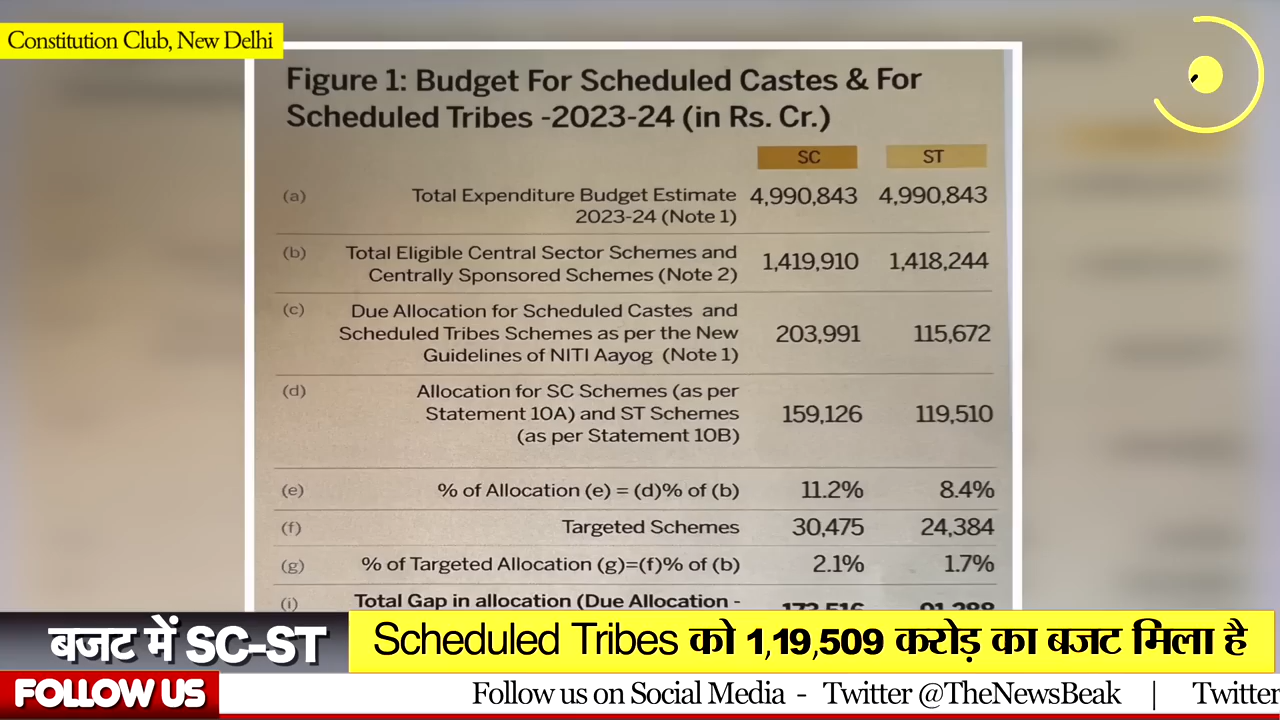 Constitution Club, New Delhi
Figure 1: Budget For Scheduled Castes & For
Scheduled Tribes -2023-24 (in Rs. Cr.)
SC ST
(a) Total Expenditure Budget Estimate 4,990,843 4,990,843
2023-24 (Note 1)
(b) Total Eligible Central Sector Schemes and
Centrally Sponsored Schemes (Note 2) 1,419,910 1,418,244
(c) Due Allocation for Scheduled Castes and
Scheduled Tribes Schemes as per the New 203,991 115,672
Guidelines of NITI Aayog (Note 1)
(d) Allocation for SC Schemes (as per
Statement 10A) and ST Schemes 159,126 119,510
(as per Statement 10B)
(e) % of Allocation (e) = (d)% of (b) 11.2% 8.4%
(f) Targeted Schemes 30,475 24,384
(g) % of Targeted Allocation (g)=(f)% of (b) 2.1% 1.7%
(i) Total Gap in allocation (Due Allocation - 173,516 91,288
बजट में SC-ST
Scheduled Tribes को 1,19,509 करोड़ का बजट मिला है
FOLLOW US
Follow us on Social Media - Twitter @TheNewsBeak | Twitter